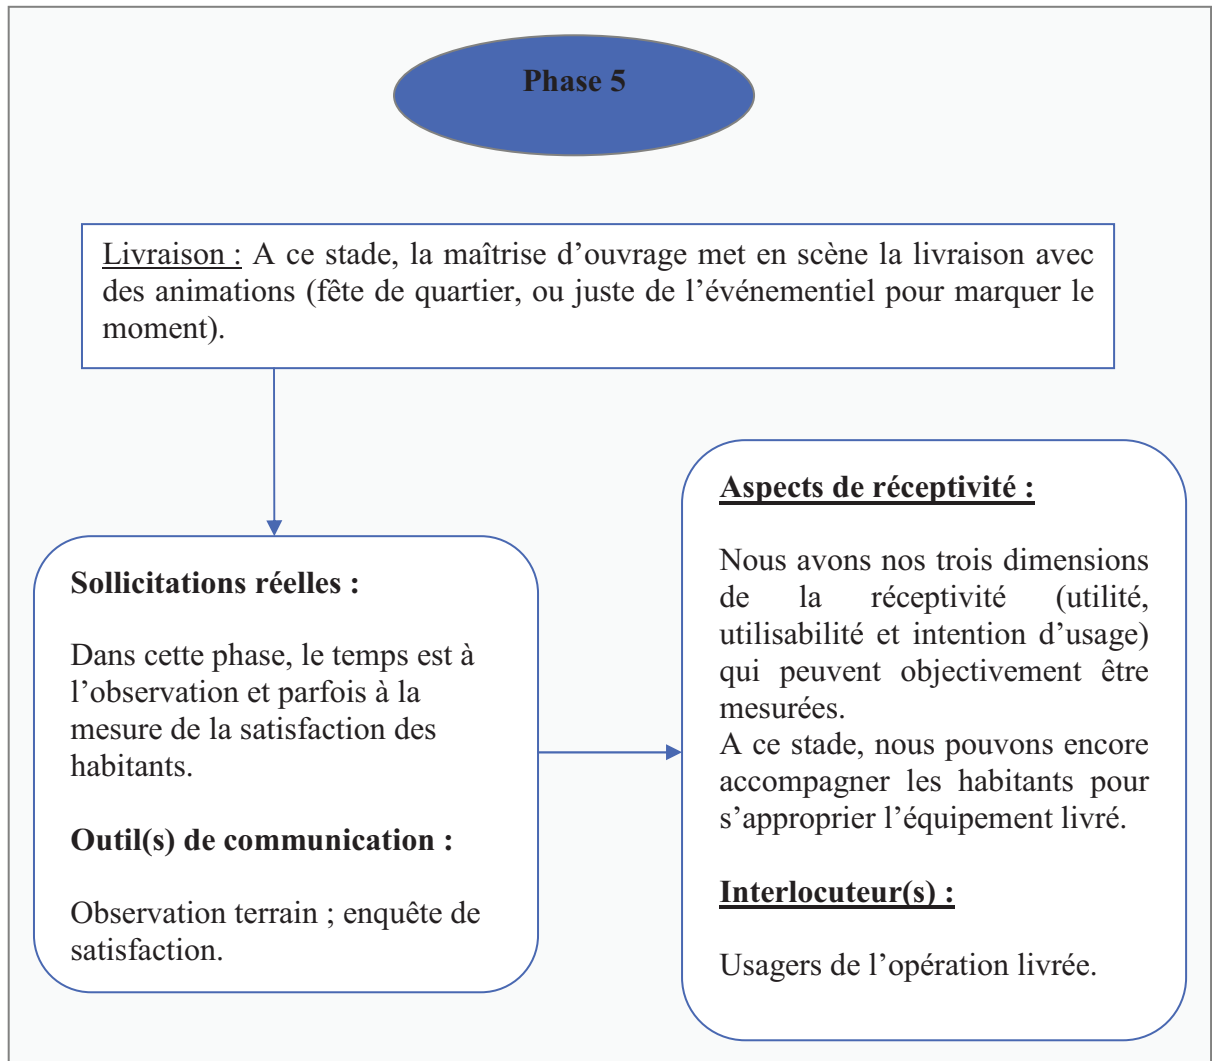 Phase 5
Livraison : A ce stade, la maîtrise d’ouvrage met en scène la livraison avec
des animations (fête de quartier, ou juste de l’événementiel pour marquer le
moment).
Sollicitations réelles :
Dans cette phase, le temps est à
l’observation et parfois à la
mesure de la satisfaction des
habitants.
Outil(s) de communication :
Observation terrain ; enquête de
satisfaction.
Aspects de réceptivité :
Nous avons nos trois dimensions
de la réceptivité (utilité,
utilisabilité et intention d’usage)
qui peuvent objectivement être
mesurées.
A ce stade, nous pouvons encore
accompagner les habitants pour
s’approprier l’équipement livré.
Interlocuteur(s) :
Usagers de l’opération livrée.